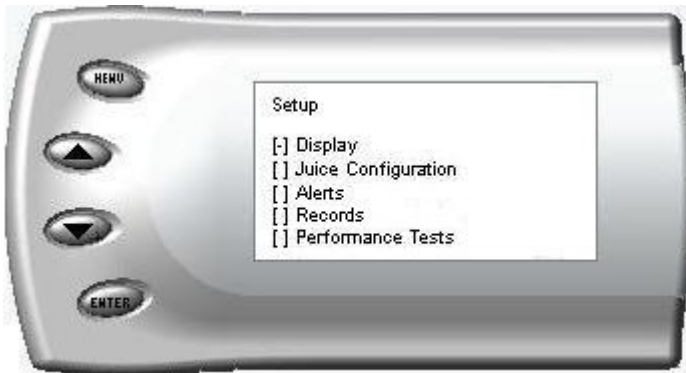 MENU
ENTER
Setup
[-] Display
[ ] Juice Configuration
[ ] Alerts
[ ] Records
[ ] Performance Tests